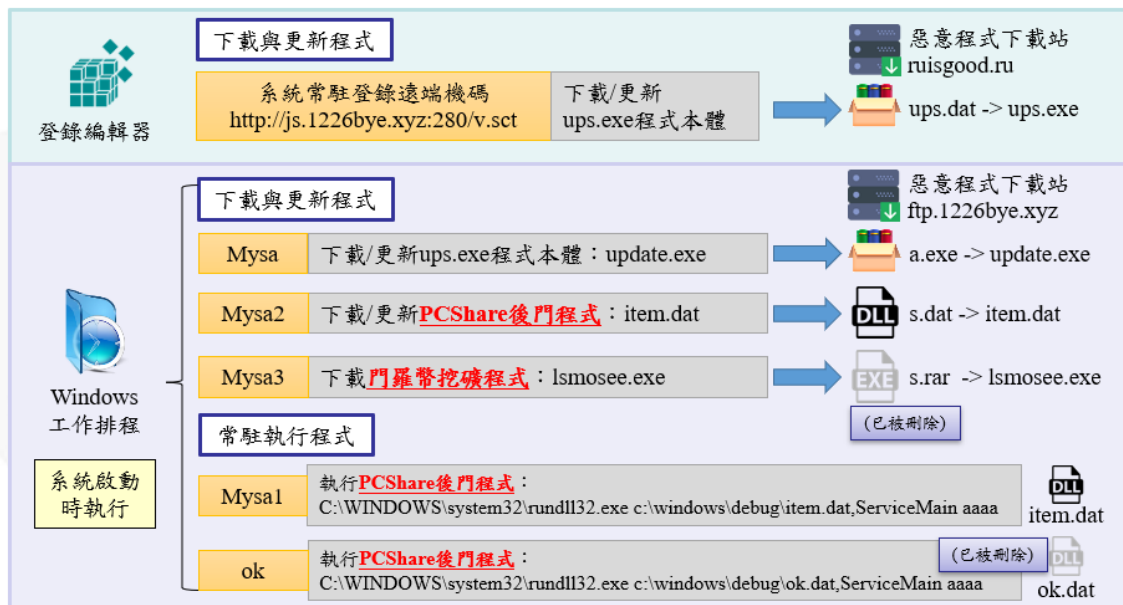 下載與更新程式
登錄編輯器
系統常駐登錄遠端機碼
http://js.1226bye.xyz:280/v.sct
下載/更新
ups.exe程式本體
惡意程式下載站
ruisgood.ru
ups.dat -> ups.exe
下載與更新程式
惡意程式下載站
ftp.1226bye.xyz
Mysa
下載/更新ups.exe程式本體：update.exe
a.exe -> update.exe
Mysa2
下載/更新PCShare後門程式：item.dat
DLL
s.dat -> item.dat
Windows
工作排程
Mysa3
下載門羅幣挖礦程式：lsmosee.exe
EXE
s.rar -> lsmosee.exe
(已被刪除)
常駐執行程式
系統啟動
時執行
Mysa1
執行PCShare後門程式：
C:\WINDOWS\system32\rundll32.exe c:\windows\debug\item.dat,ServiceMain aaaa
DLL
item.dat
ok
執行PCShare後門程式：
C:\WINDOWS\system32\rundll32.exe c:\windows\debug\ok.dat,ServiceMain aaaa
(已被刪除)
DLL
ok.dat